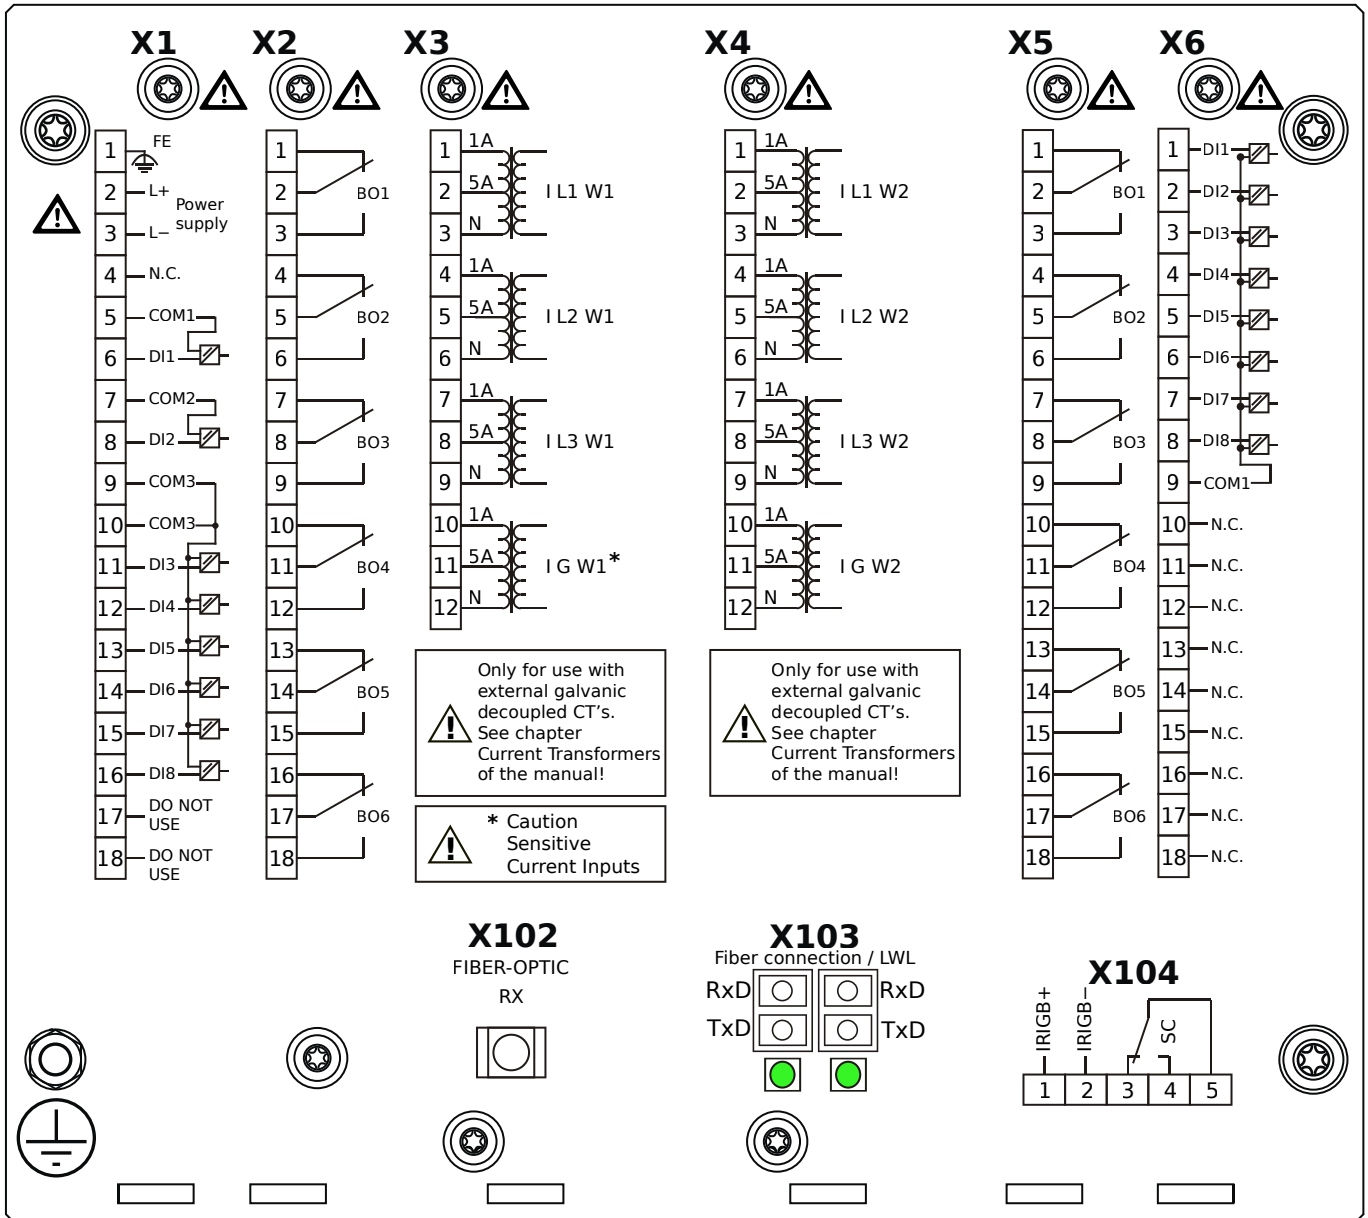 X1
X2
X3
X4
X5
X6
1 FE
2 L+
Power
supply
3 L−
4 N.C.
5 COM1
6 DI1
7 COM2
8 DI2
9 COM3
10 COM3
11 DI3
12 DI4
13 DI5
14 DI6
15 DI7
16 DI8
17 DO NOT
USE
18 DO NOT
USE
1
2 BO1
3
4
5 BO2
6
7
8 BO3
9
10
11 BO4
12
13
14 BO5
15
16
17 BO6
18
1 1A
2 5A I L1 W1
3 N
4 1A
5 5A I L2 W1
6 N
7 1A
8 5A I L3 W1
9 N
10 1A
11 5A I G W1*
12 N
Only for use with
external galvanic
decoupled CT's.
See chapter
Current Transformers
of the manual!
* Caution
Sensitive
Current Inputs
1 1A
2 5A I L1 W2
3 N
4 1A
5 5A I L2 W2
6 N
7 1A
8 5A I L3 W2
9 N
10 1A
11 5A I G W2
12 N
Only for use with
external galvanic
decoupled CT's.
See chapter
Current Transformers
of the manual!
1
2 BO1
3
4
5 BO2
6
7
8 BO3
9
10
11 BO4
12
13
14 BO5
15
16
17 BO6
18
1 DI1
2 DI2
3 DI3
4 DI4
5 DI5
6 DI6
7 DI7
8 DI8
9 COM1
10 N.C.
11 N.C.
12 N.C.
13 N.C.
14 N.C.
15 N.C.
16 N.C.
17 N.C.
18 N.C.
X102
FIBER-OPTIC
RX
X103
Fiber connection / LWL
RxD RxD
TxD TxD
X104
IRIGB+
IRIGB−
SC
1 2 3 4 5